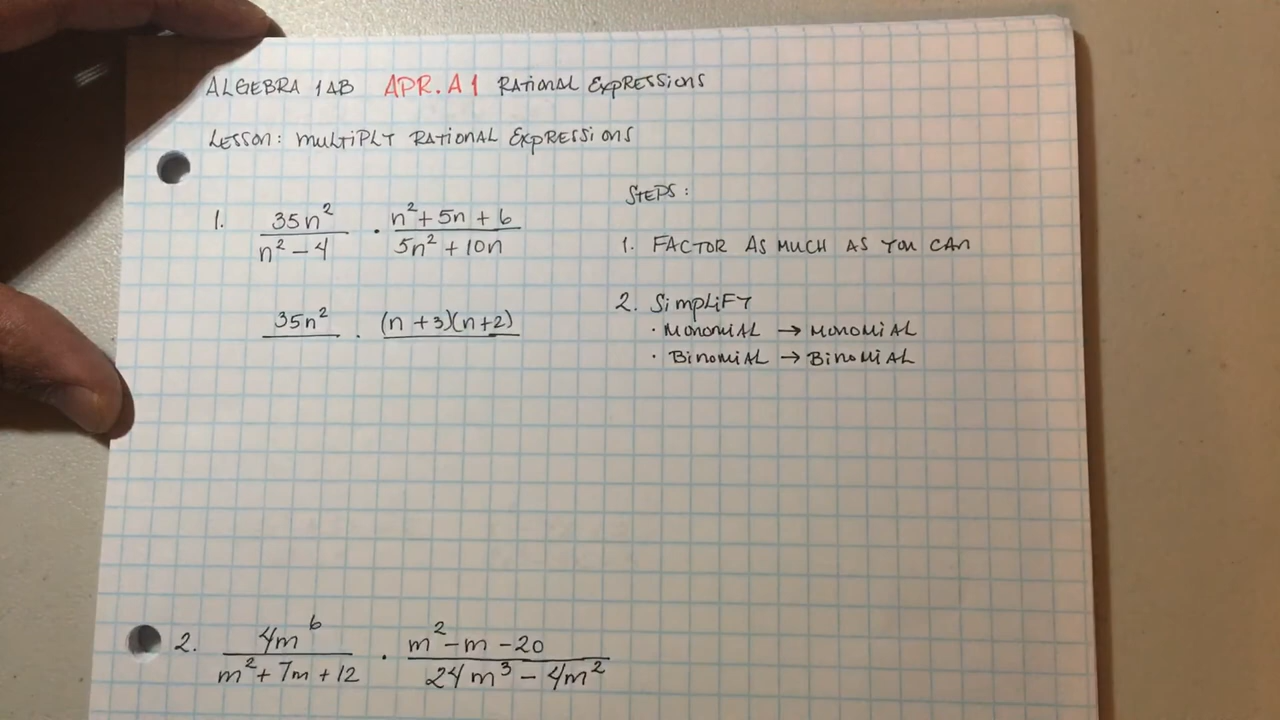 ALGEBRA 1AB APR. A1 RATIONAL EXPRESSIONS
LESSON: MULTIPLY RATIONAL EXPRESSIONS
STEPS:
1. 35n² / n² - 4 · n² + 5n + 6 / 5n² + 10n
1. FACTOR AS MUCH AS YOU CAN
35n² / · (n + 3)(n + 2) /
2. SIMPLIFY
· MONOMIAL → MONOMIAL
· BINOMIAL → BINOMIAL
2. 4m⁶ / m² + 7m + 12 · m² - m - 20 / 24m³ - 4m²